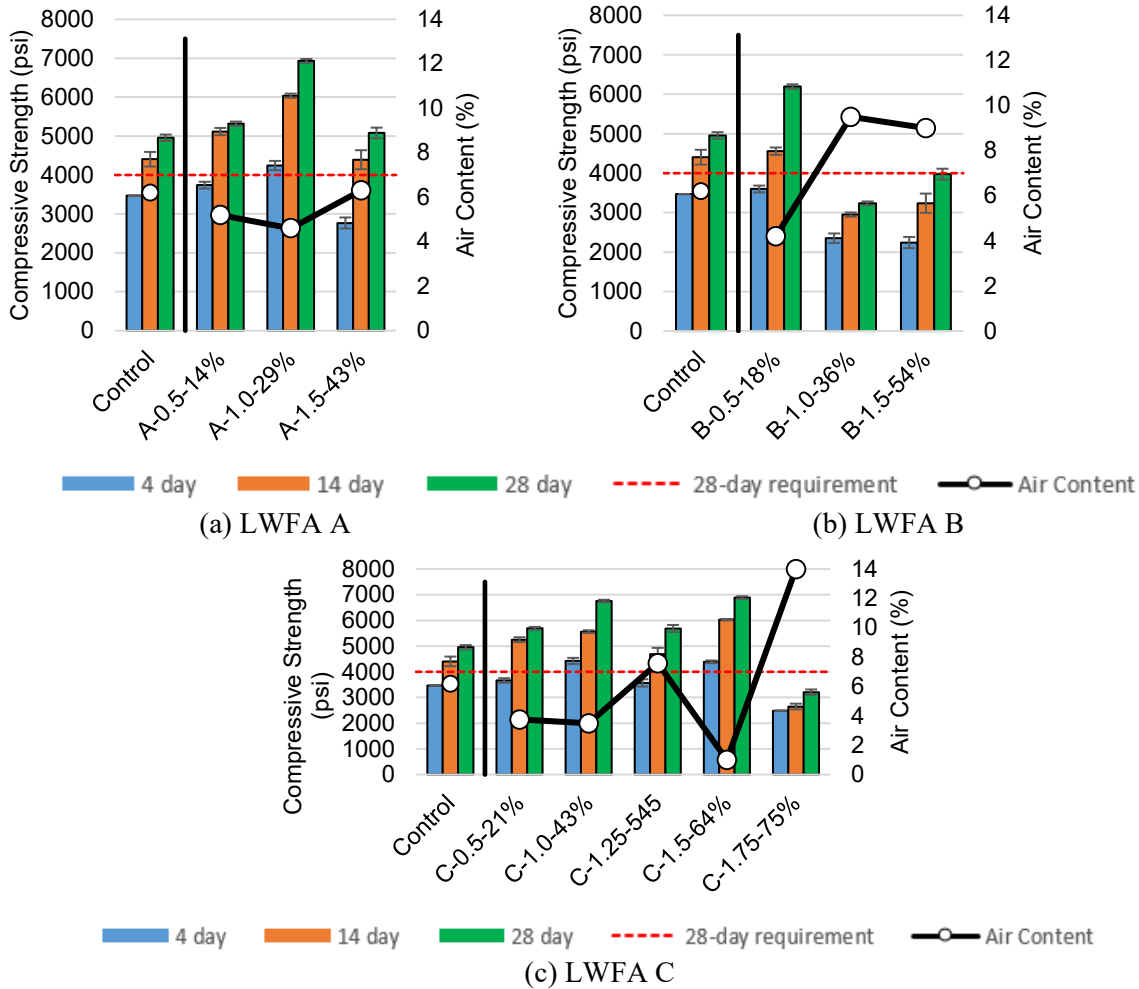 Compressive Strength (psi)
8000
7000
6000
5000
4000
3000
2000
1000
0
14
12
10
8
6
4
2
0
Air Content (%)
Control
A-0.5-14%
A-1.0-29%
A-1.5-43%
Compressive Strength (psi)
8000
7000
6000
5000
4000
3000
2000
1000
0
14
12
10
8
6
4
2
0
Air Content (%)
Control
B-0.5-18%
B-1.0-36%
B-1.5-54%
4 day 14 day 28 day 28-day requirement Air Content
(a) LWFA A
(b) LWFA B
Compressive Strength
(psi)
8000
7000
6000
5000
4000
3000
2000
1000
0
14
12
10
8
6
4
2
0
Air Content (%)
Control
C-0.5-21%
C-1.0-43%
C-1.25-545
C-1.5-64%
C-1.75-75%
4 day 14 day 28 day 28-day requirement Air Content
(c) LWFA C